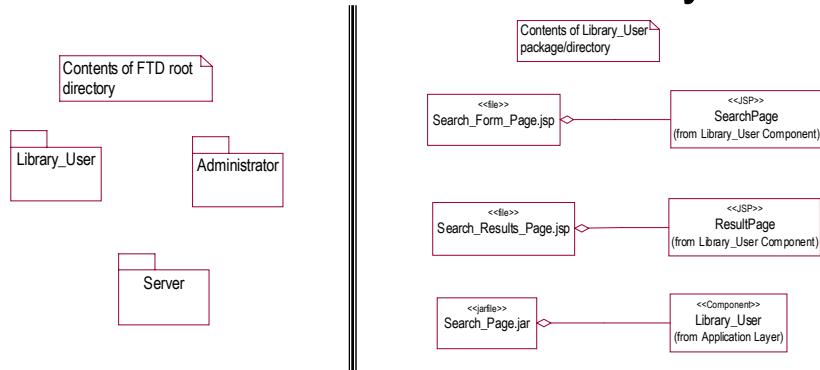 Contents of FTD root
directory
Library_User
Administrator
Server
Contents of Library_User
package/directory
<<file>>
Search_Form_Page.jsp
<<JSP>>
SearchPage
(from Library_User Component)
<<file>>
Search_Results_Page.jsp
<<JSP>>
ResultPage
(from Library_User Component)
<<jarfile>>
Search_Page.jar
<<Component>>
Library_User
(from Application Layer)